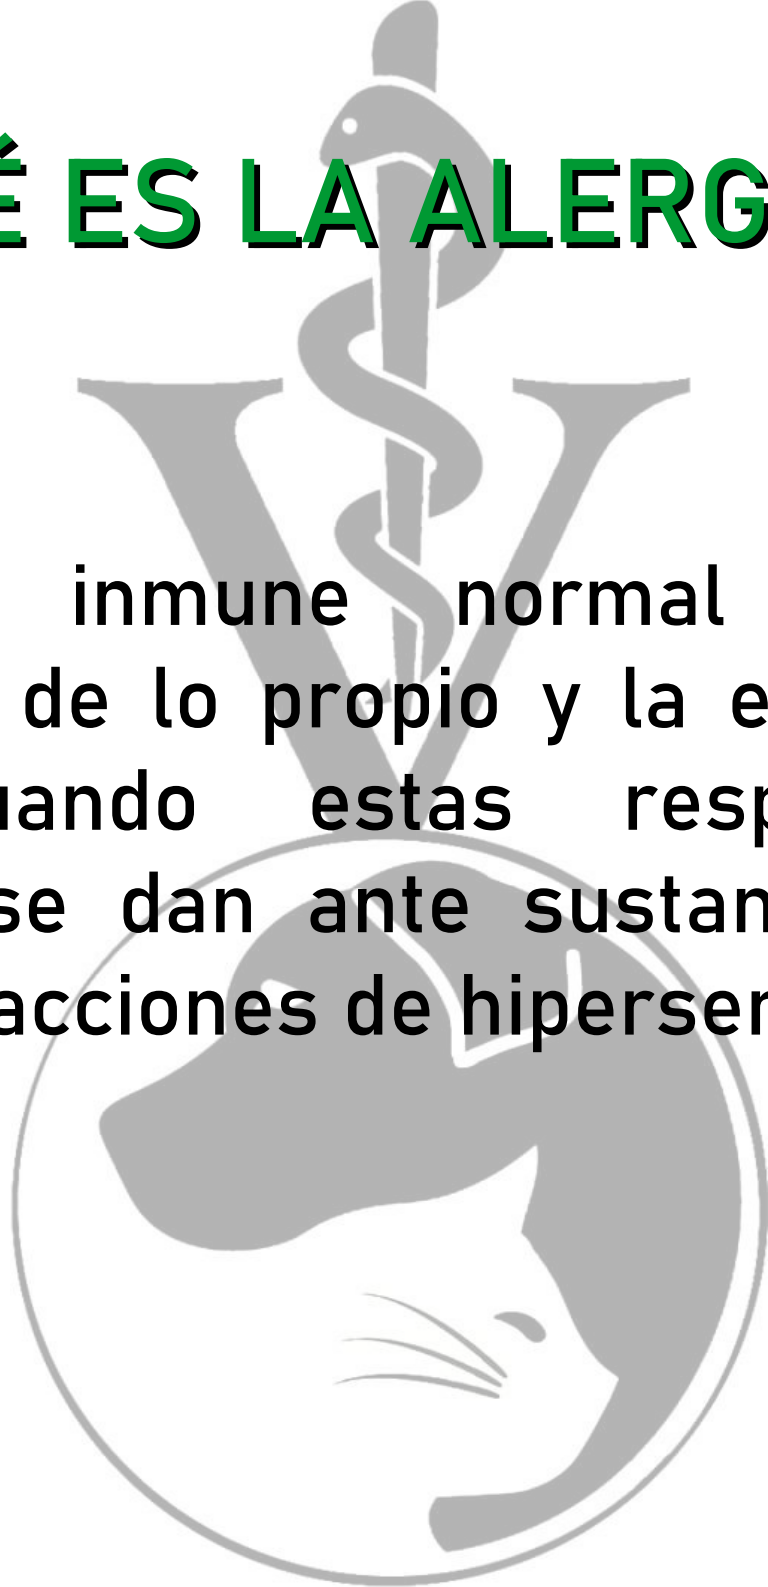 É ES LA ALERG
inmune normal
de lo propio y la e
uando estas resp
se dan ante sustan
acciones de hiperser